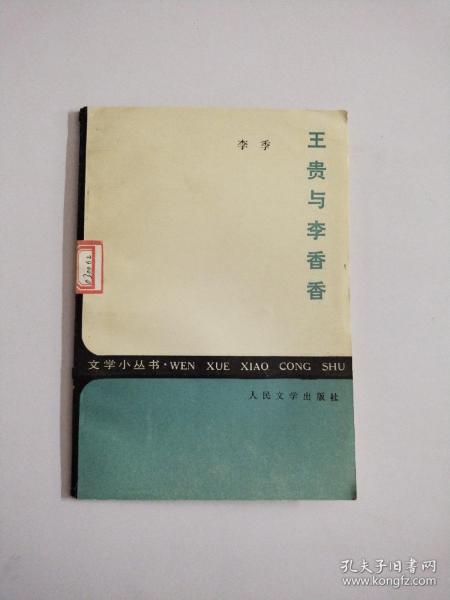 王贵与李香香
李季
文学小丛书·WEN XUE XIAO CONG SHU
人民文学出版社
孔夫子旧书网
www.kongfz.com